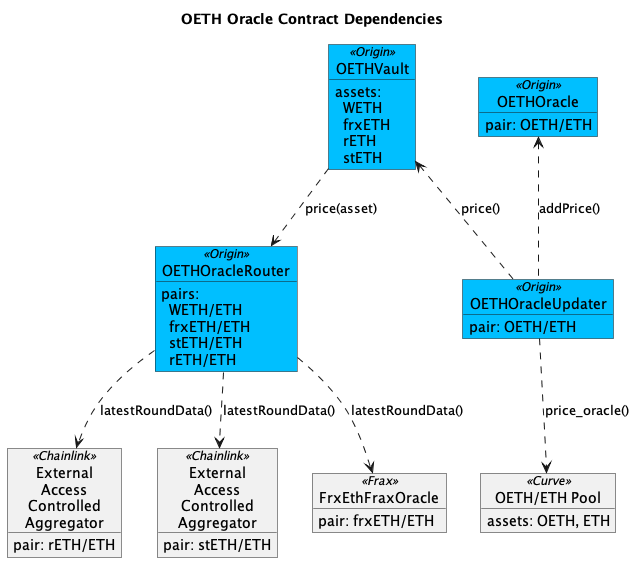 OETH Oracle Contract Dependencies
«Origin»
OETHVault
assets:
WETH
frxETH
rETH
stETH
«Origin»
OETHOracle
pair: OETH/ETH
price(asset)
price()
addPrice()
«Origin»
OETHOracleRouter
pairs:
WETH/ETH
frxETH/ETH
stETH/ETH
rETH/ETH
«Origin»
OETHOracleUpdater
pair: OETH/ETH
latestRoundData()
latestRoundData()
latestRoundData()
price_oracle()
«Chainlink»
External
Access
Controlled
Aggregator
pair: rETH/ETH
«Chainlink»
External
Access
Controlled
Aggregator
pair: stETH/ETH
«Frax»
FrxEthFraxOracle
pair: frxETH/ETH
«Curve»
OETH/ETH Pool
assets: OETH, ETH